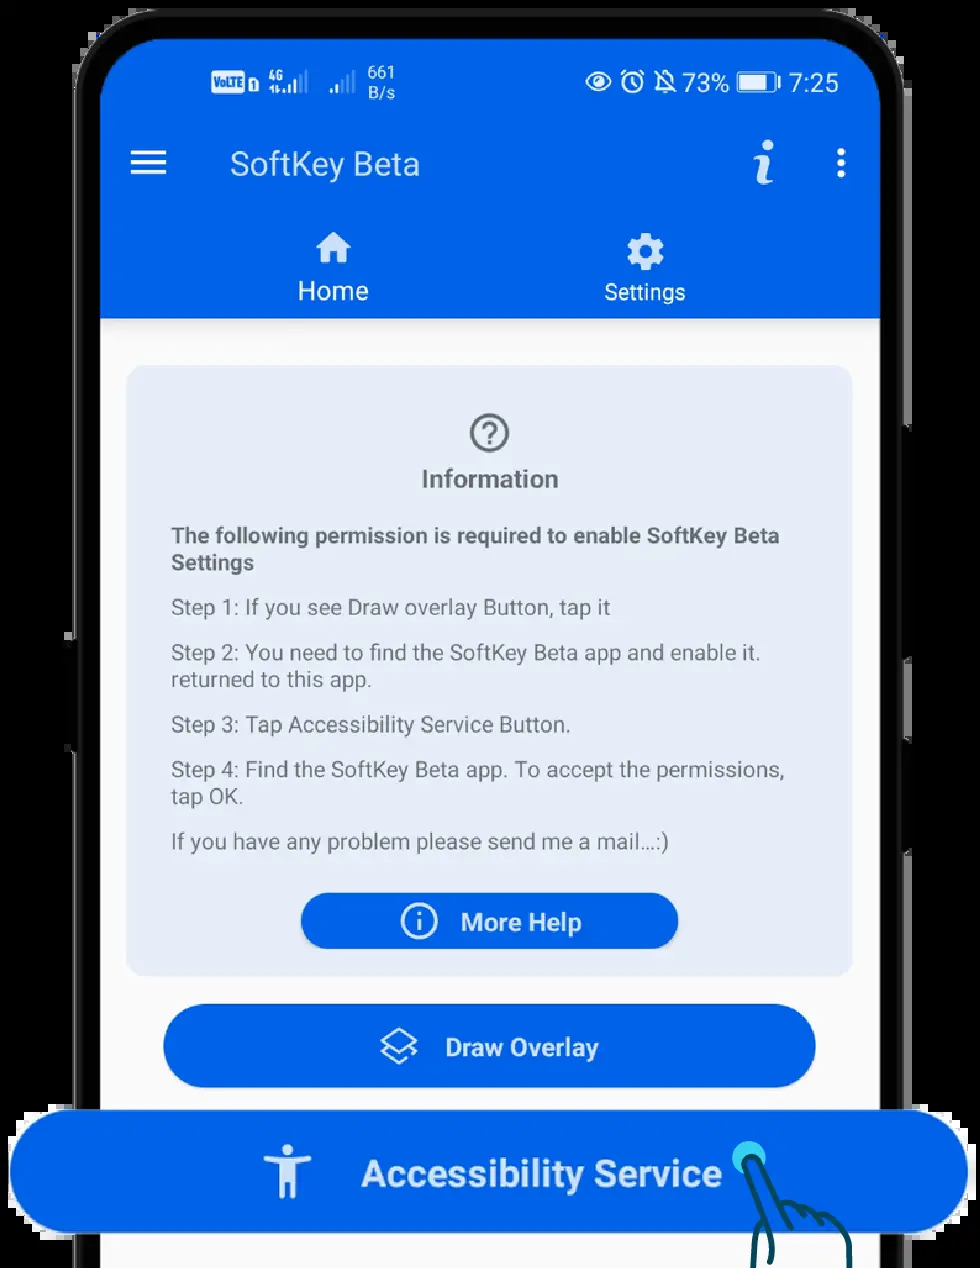 VoLTE 4G 661 B/s 73% 7:25
SoftKey Beta
Home Settings
Information
The following permission is required to enable SoftKey Beta
Settings
Step 1: If you see Draw overlay Button, tap it
Step 2: You need to find the SoftKey Beta app and enable it.
returned to this app.
Step 3: Tap Accessibility Service Button.
Step 4: Find the SoftKey Beta app. To accept the permissions,
tap OK.
If you have any problem please send me a mail...:)
More Help
Draw Overlay
Accessibility Service